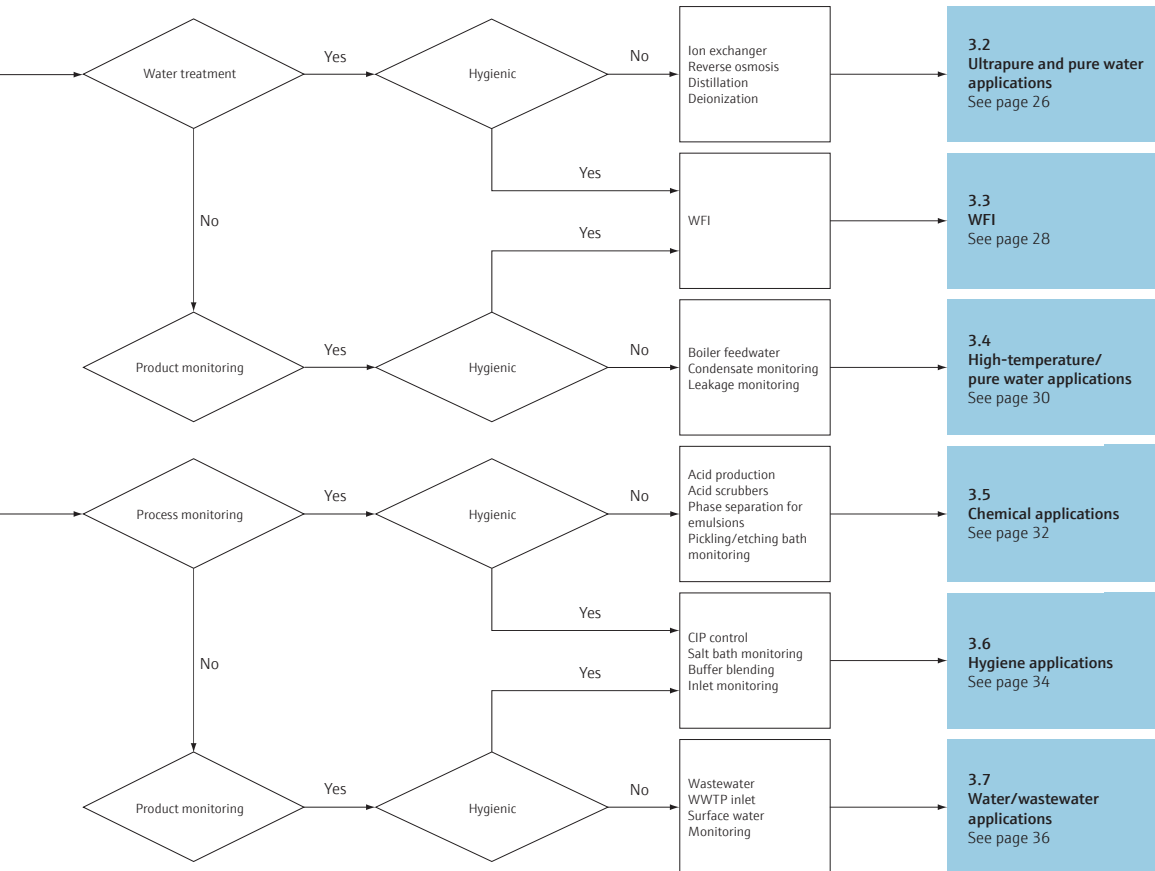 Water treatment
Yes
Hygienic
No
Ion exchanger
Reverse osmosis
Distillation
Deionization
3.2
Ultrapure and pure water
applications
See page 26
Yes
No
WFI
3.3
WFI
See page 28
Yes
Product monitoring
Yes
Hygienic
No
Boiler feedwater
Condensate monitoring
Leakage monitoring
3.4
High-temperature/
pure water applications
See page 30
Process monitoring
Yes
Hygienic
No
Acid production
Acid scrubbers
Phase separation for
emulsions
Pickling/etching bath
monitoring
3.5
Chemical applications
See page 32
Yes
No
CIP control
Salt bath monitoring
Buffer blending
Inlet monitoring
3.6
Hygiene applications
See page 34
Yes
Product monitoring
Yes
Hygienic
No
Wastewater
WWTP inlet
Surface water
Monitoring
3.7
Water/wastewater
applications
See page 36